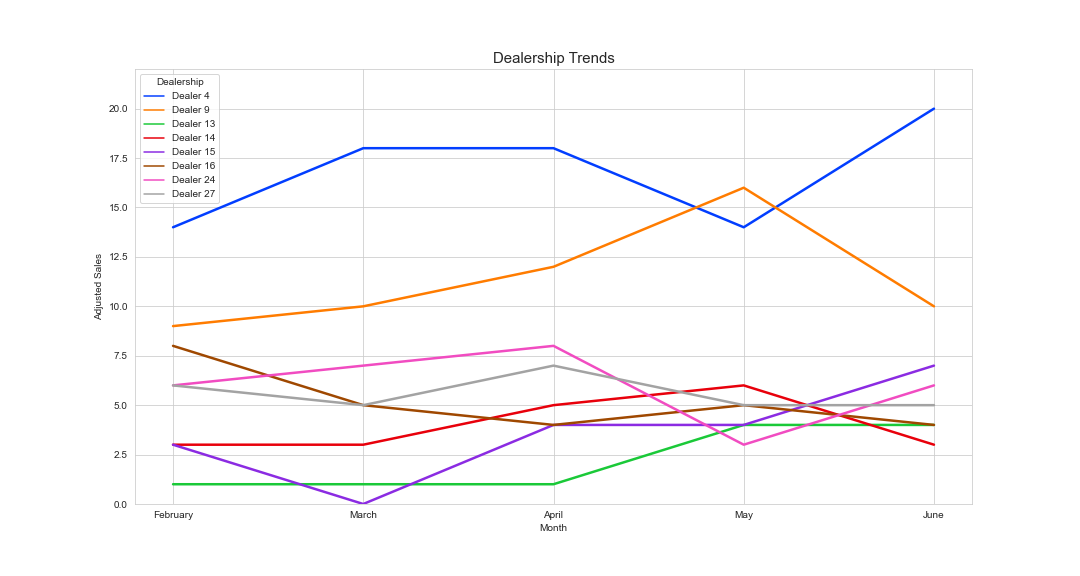 Dealership Trends
Dealership
Dealer 4
Dealer 9
Dealer 13
Dealer 14
Dealer 15
Dealer 16
Dealer 24
Dealer 27
Adjusted Sales
20.0
17.5
15.0
12.5
10.0
7.5
5.0
2.5
0.0
February March April May June
Month